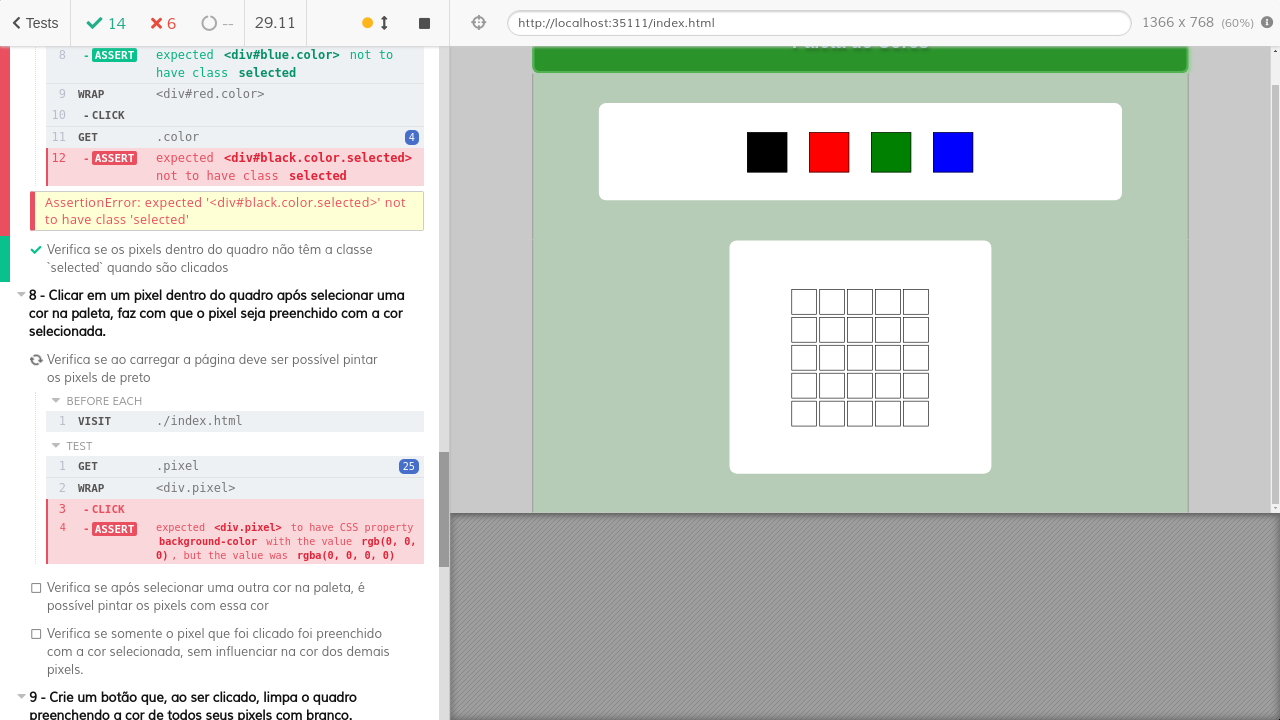 Tests
14
6
--
29.11
http://localhost:35111/index.html
1366 x 768 (60%)
8 -ASSERT expected <div#blue.color> not to
have class selected
9 WRAP <div#red.color>
10 -CLICK
11 GET .color 4
12 -ASSERT expected <div#black.color.selected>
not to have class selected
AssertionError: expected '<div#black.color.selected>' not
to have class 'selected'
Verifica se os pixels dentro do quadro não têm a classe
`selected` quando são clicados
8 - Clicar em um pixel dentro do quadro após selecionar uma
cor na paleta, faz com que o pixel seja preenchido com a cor
selecionada.
Verifica se ao carregar a página deve ser possível pintar
os pixels de preto
BEFORE EACH
1 VISIT ./index.html
TEST
1 GET .pixel 25
2 WRAP <div.pixel>
3 -CLICK
4 -ASSERT expected <div.pixel> to have CSS property
background-color with the value rgb(0, 0,
0), but the value was rgba(0, 0, 0, 0)
Verifica se após selecionar uma outra cor na paleta, é
possível pintar os pixels com essa cor
Verifica se somente o pixel que foi clicado foi preenchido
com a cor selecionada, sem influenciar na cor dos demais
pixels.
9 - Crie um botão que, ao ser clicado, limpa o quadro
preenchendo a cor de todos seus pixels com branco.